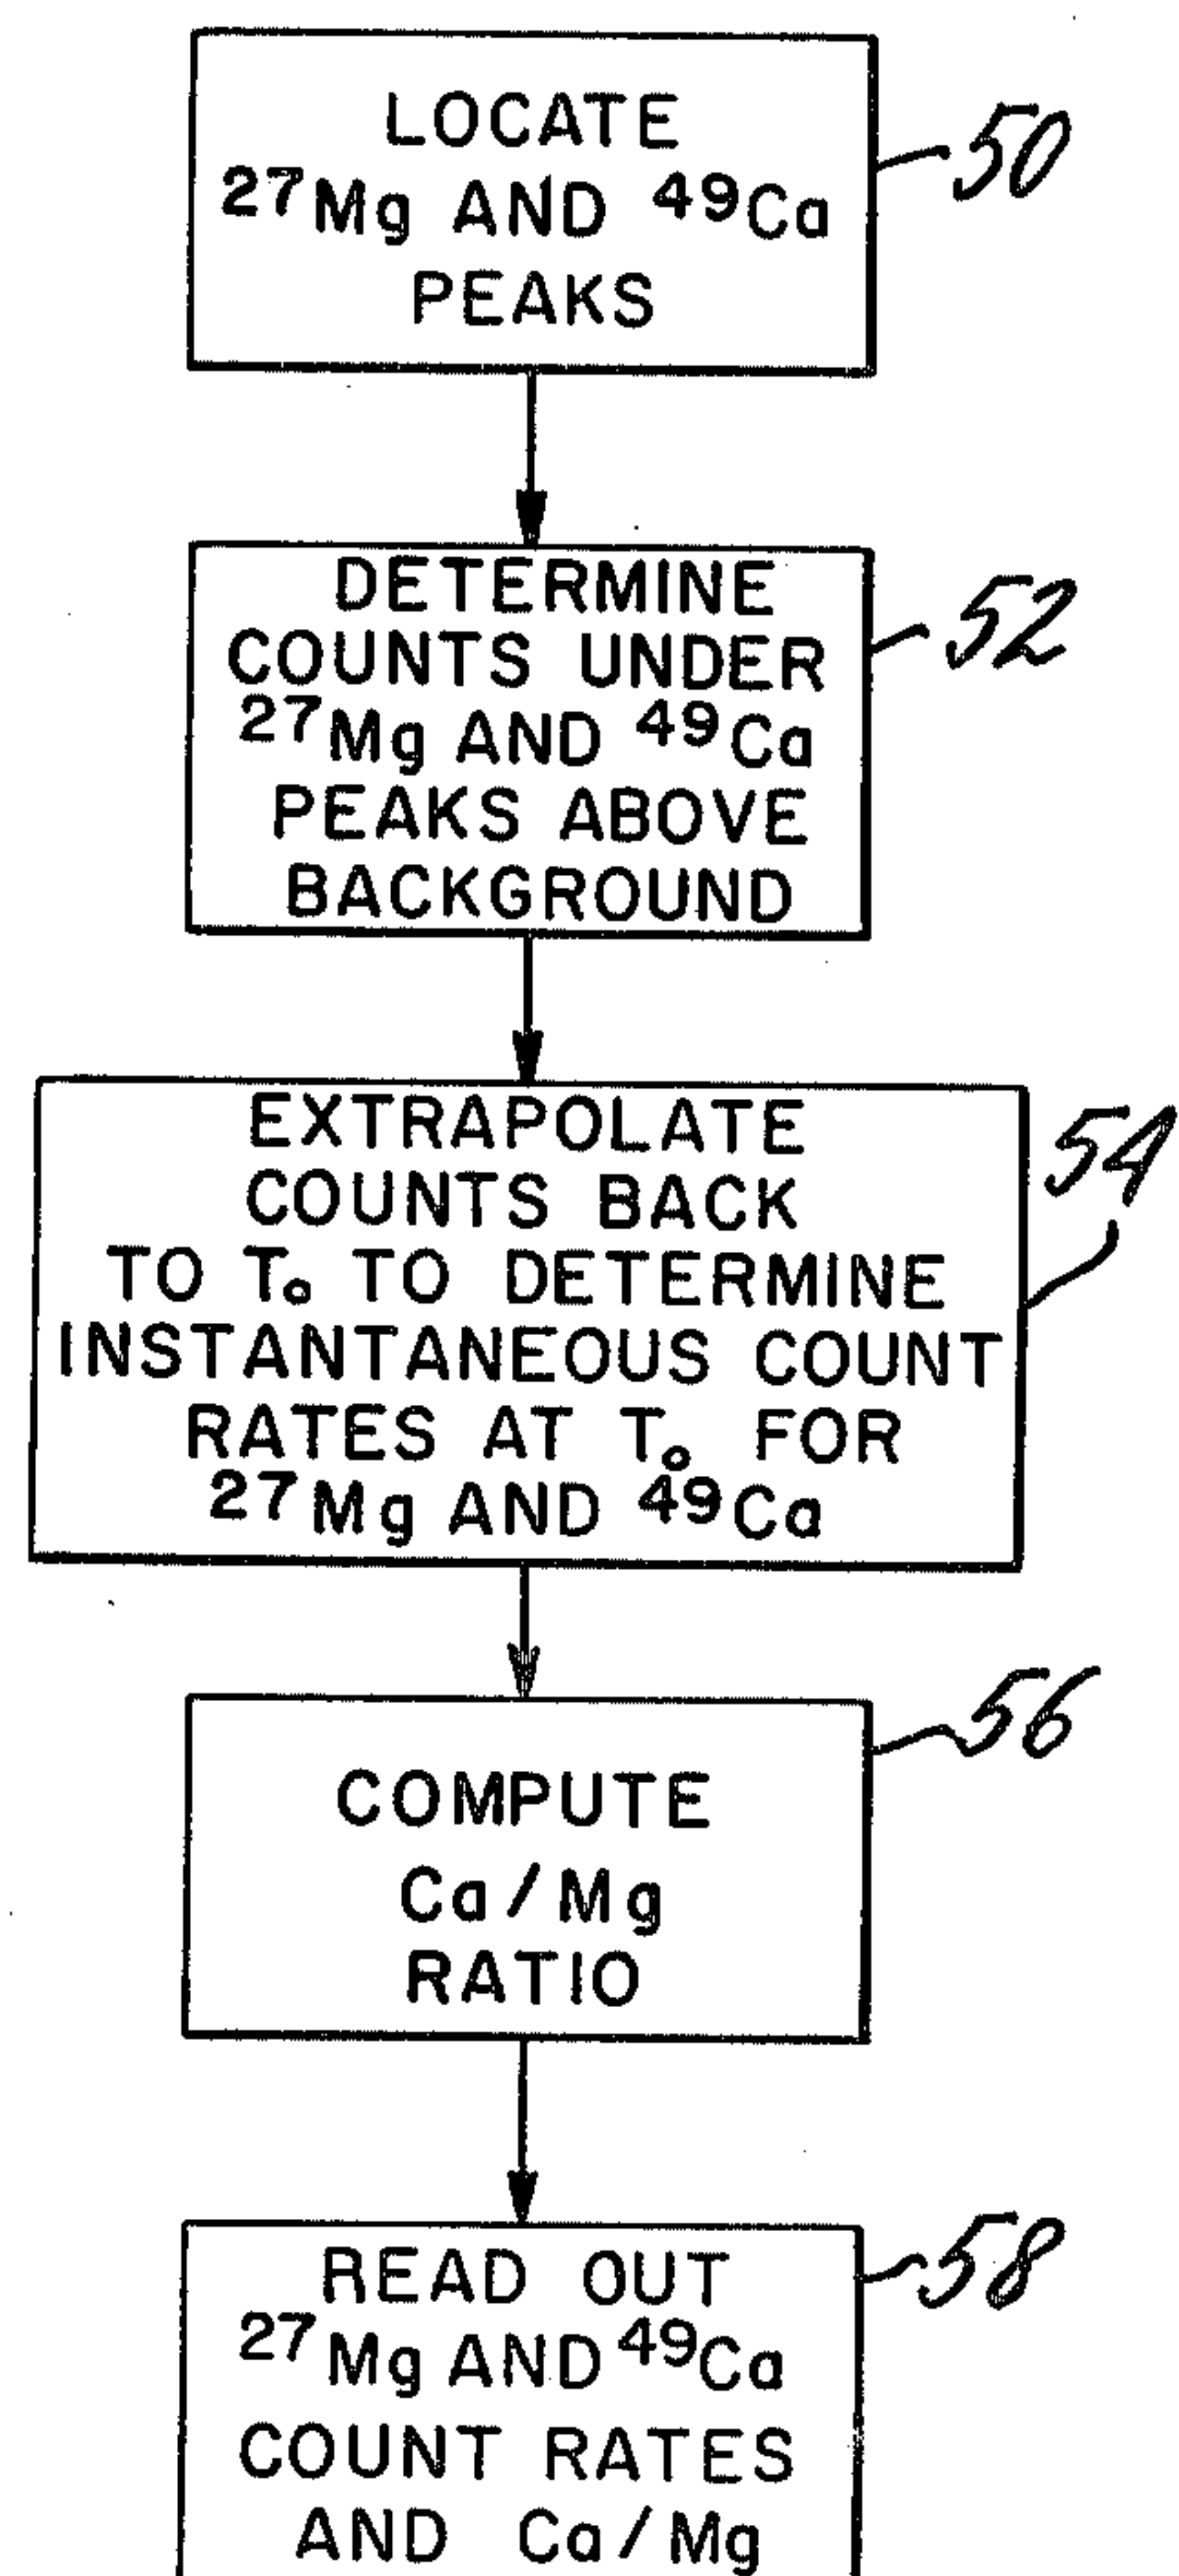 LOCATE
²⁷Mg AND ⁴⁹Ca
PEAKS
50
DETERMINE
COUNTS UNDER
²⁷Mg AND ⁴⁹Ca
PEAKS ABOVE
BACKGROUND
52
EXTRAPOLATE
COUNTS BACK
TO T₀ TO DETERMINE
INSTANTANEOUS COUNT
RATES AT T₀ FOR
²⁷Mg AND ⁴⁹Ca
54
COMPUTE
Ca/Mg
RATIO
56
READ OUT
²⁷Mg AND ⁴⁹Ca
COUNT RATES
AND Ca/Mg
58